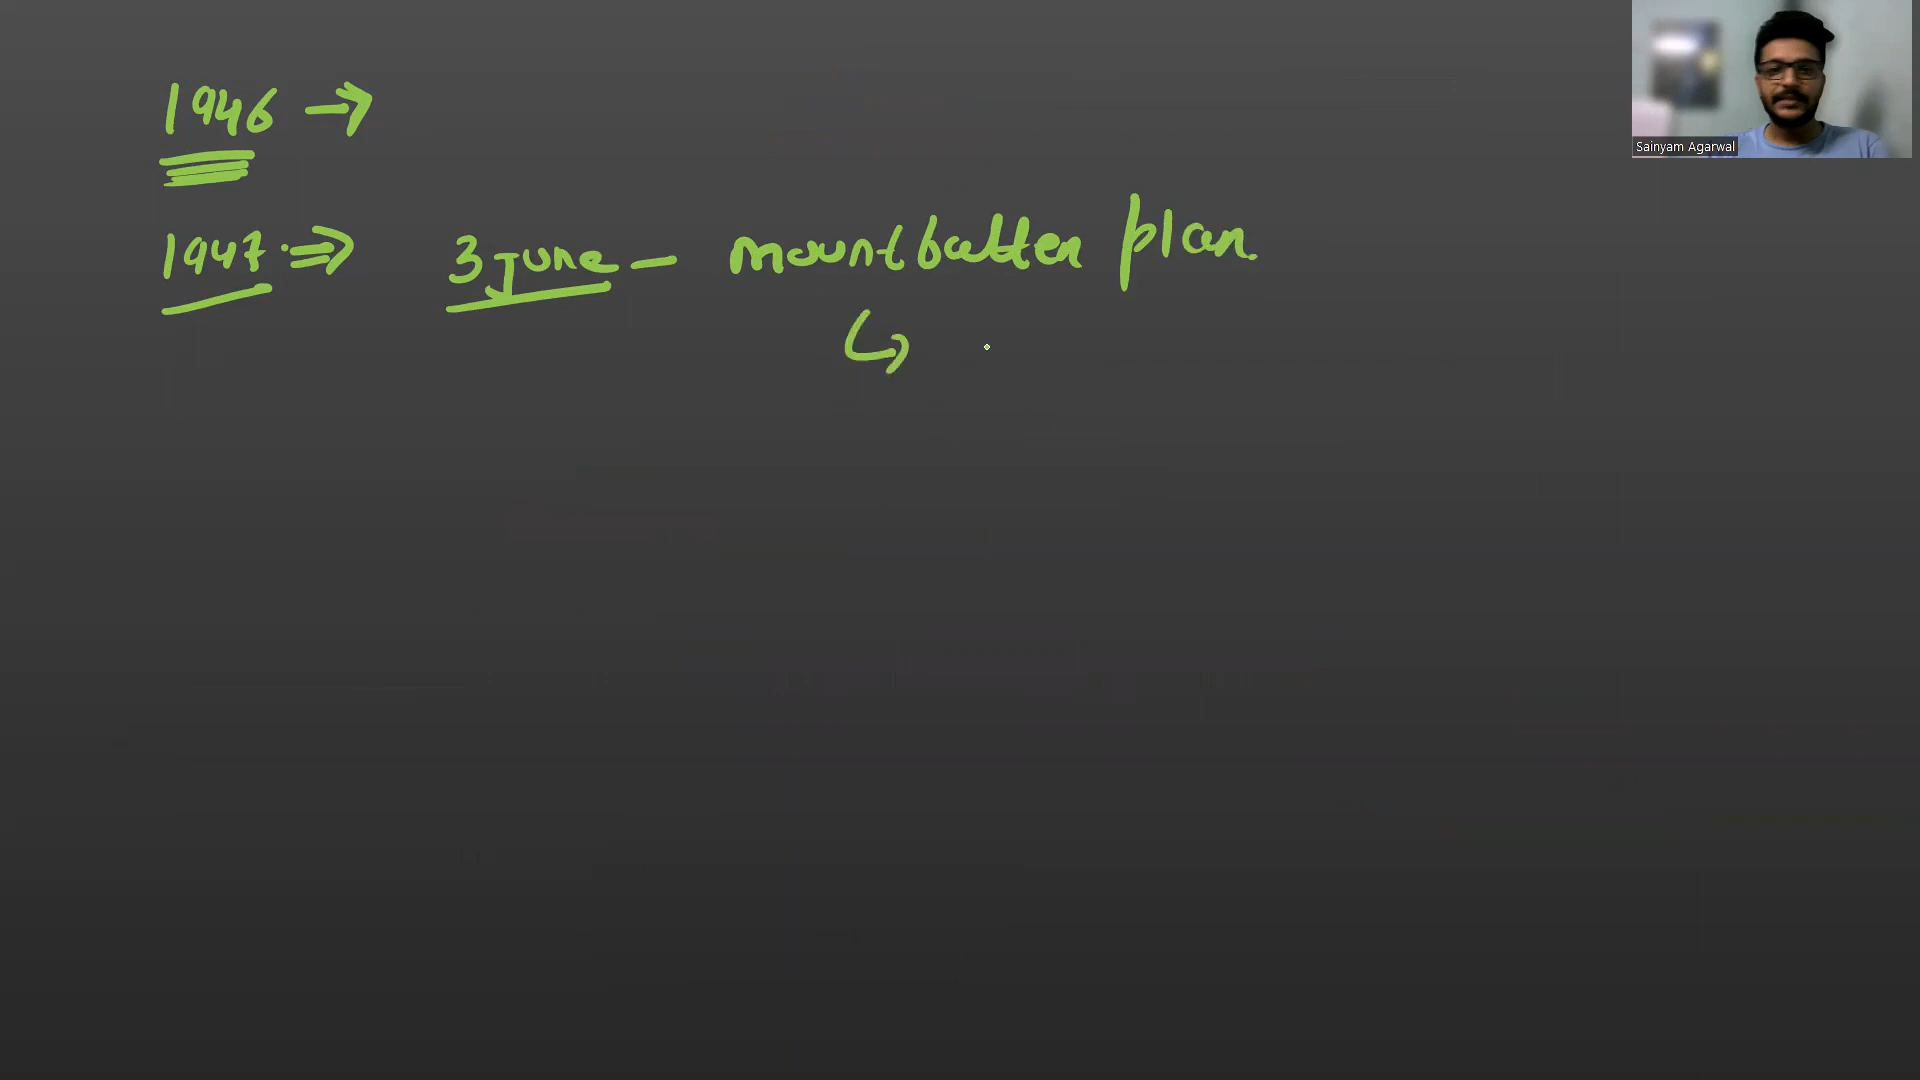 1946 →
Sainyam Agarwal
1947 ⇒ 3 June - mountbatten plan.
↳